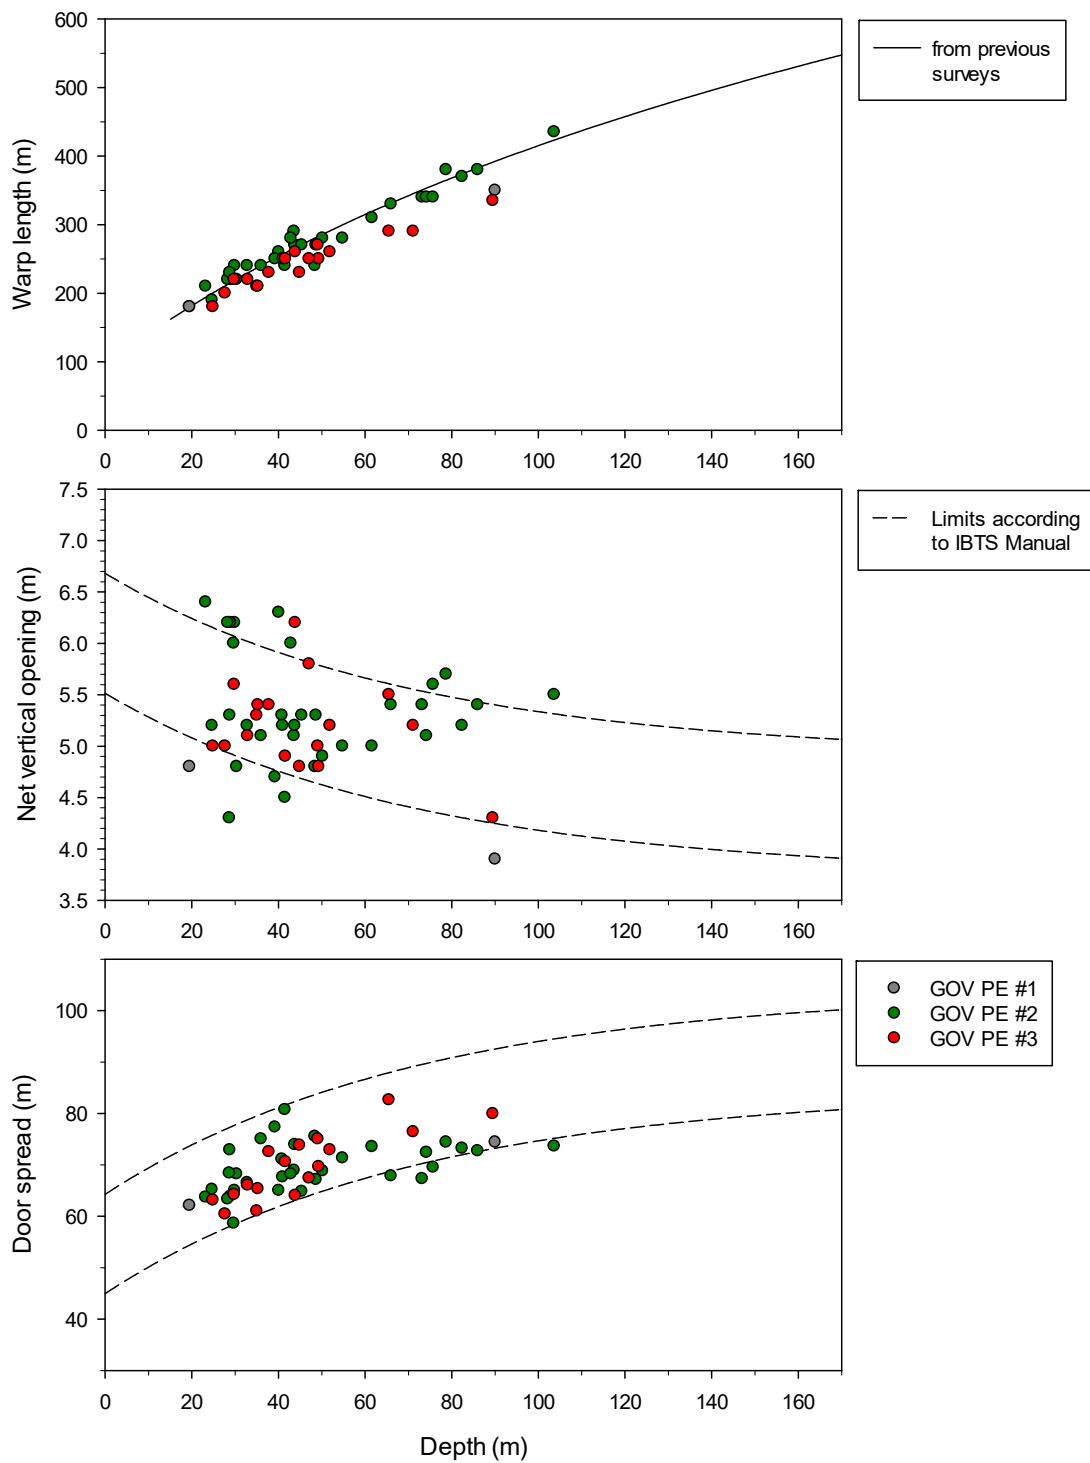 600
500
400
300
200
100
0
Warp length (m)
0 20 40 60 80 100 120 140 160
from previous
surveys
7.5
7.0
6.5
6.0
5.5
5.0
4.5
4.0
3.5
Net vertical opening (m)
0 20 40 60 80 100 120 140 160
Limits according
to IBTS Manual
100
80
60
40
Door spread (m)
0 20 40 60 80 100 120 140 160
Depth (m)
GOV PE #1
GOV PE #2
GOV PE #3